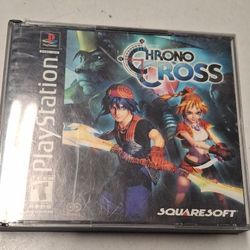 CHRONO
CROSS
PlayStation
T
SQUARESOFT